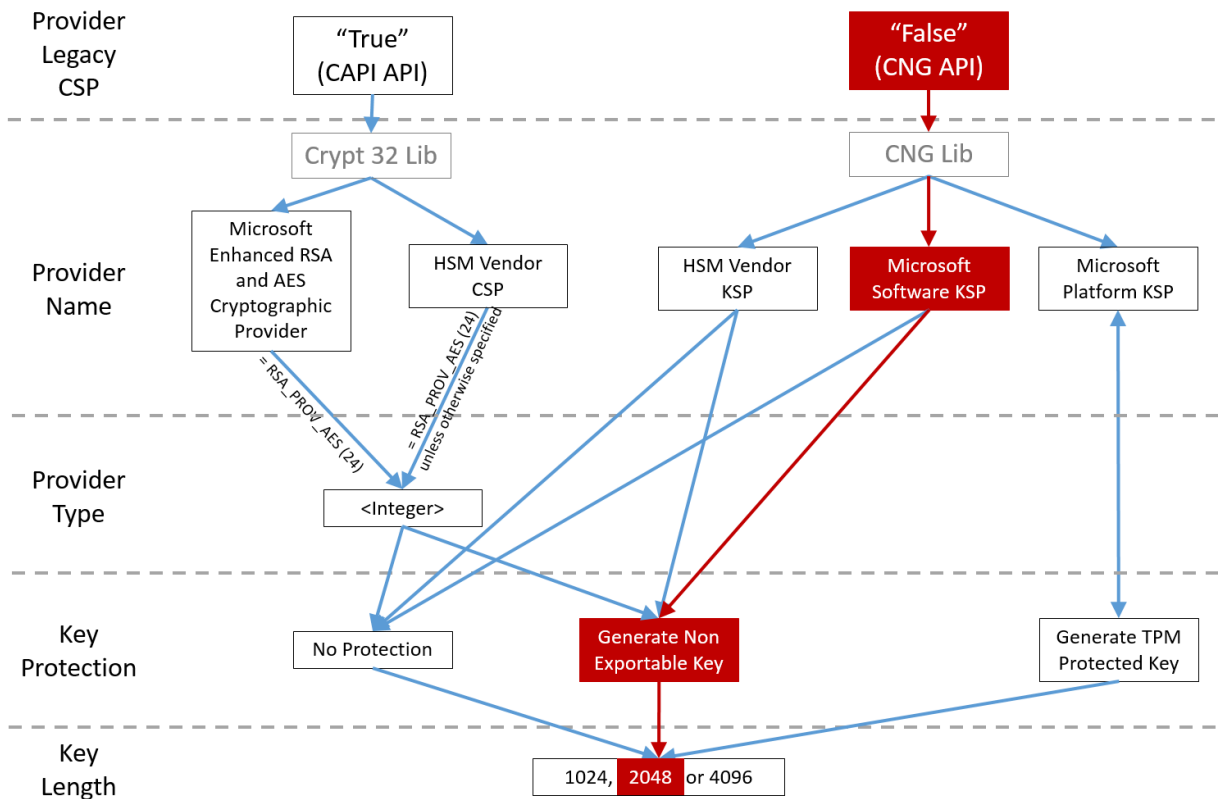 Provider
Legacy
CSP
“True”
(CAPI API)
“False”
(CNG API)
Crypt 32 Lib
CNG Lib
Provider
Name
Microsoft
Enhanced RSA
and AES
Cryptographic
Provider
HSM Vendor
CSP
HSM Vendor
KSP
Microsoft
Software KSP
Microsoft
Platform KSP
= RSA_PROV_AES (24)
= RSA_PROV_AES (24)
unless otherwise specified
Provider
Type
<Integer>
Key
Protection
No Protection
Generate Non
Exportable Key
Generate TPM
Protected Key
Key
Length
1024, 2048 or 4096